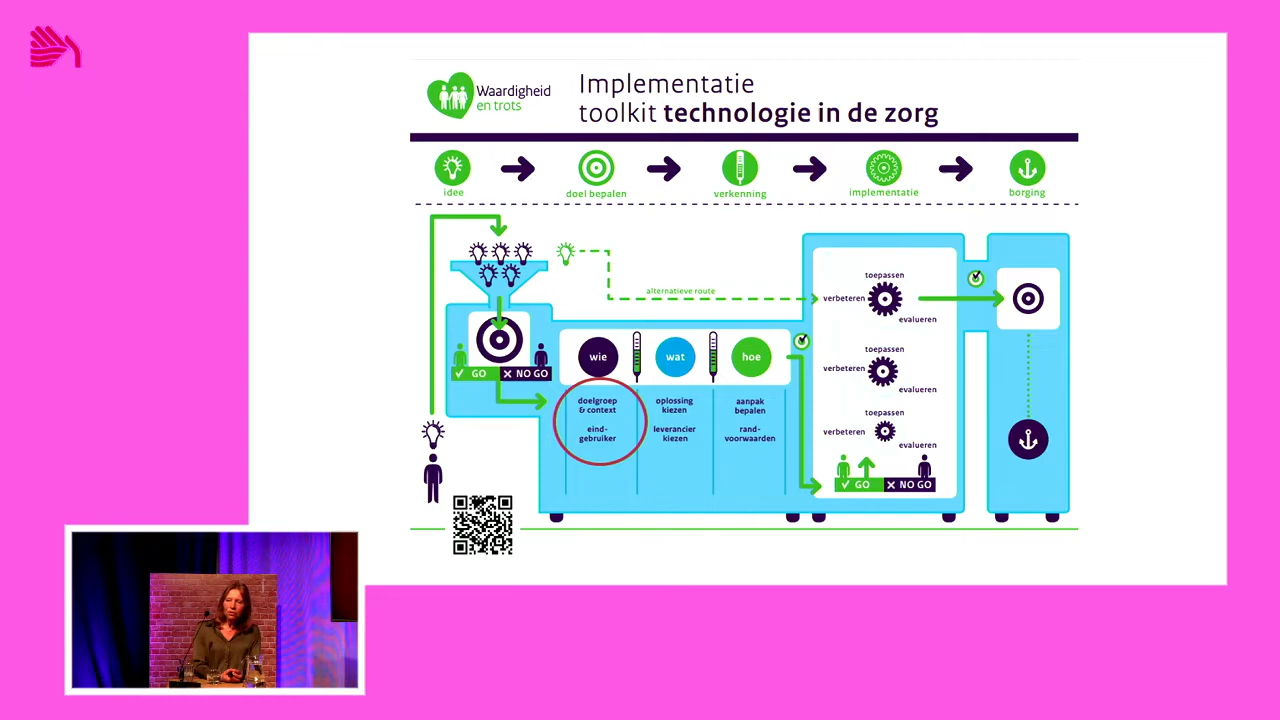 Waardigheid
en trots
Implementatie
toolkit technologie in de zorg
idee
doel bepalen
verkenning
implementatie
borging
alternatieve route
GO
NO GO
wie
wat
hoe
doelgroep
& context
eind-
gebruiker
oplossing
kiezen
leverancier
kiezen
aanpak
bepalen
rand-
voorwaarden
toepassen
verbeteren
evalueren
toepassen
verbeteren
evalueren
toepassen
verbeteren
evalueren
GO
NO GO